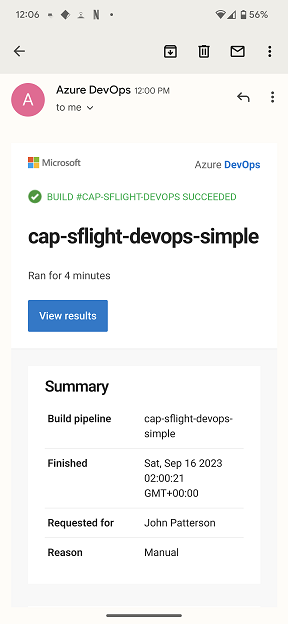 12:06 N 56%
Azure DevOps 12:00 PM
A
to me
Microsoft Azure DevOps
BUILD #CAP-SFLIGHT-DEVOPS SUCCEEDED
cap-sflight-devops-simple
Ran for 4 minutes
View results
Summary
Build pipeline cap-sflight-devops-
simple
Finished Sat, Sep 16 2023
02:00:21
GMT+00:00
Requested for John Patterson
Reason Manual